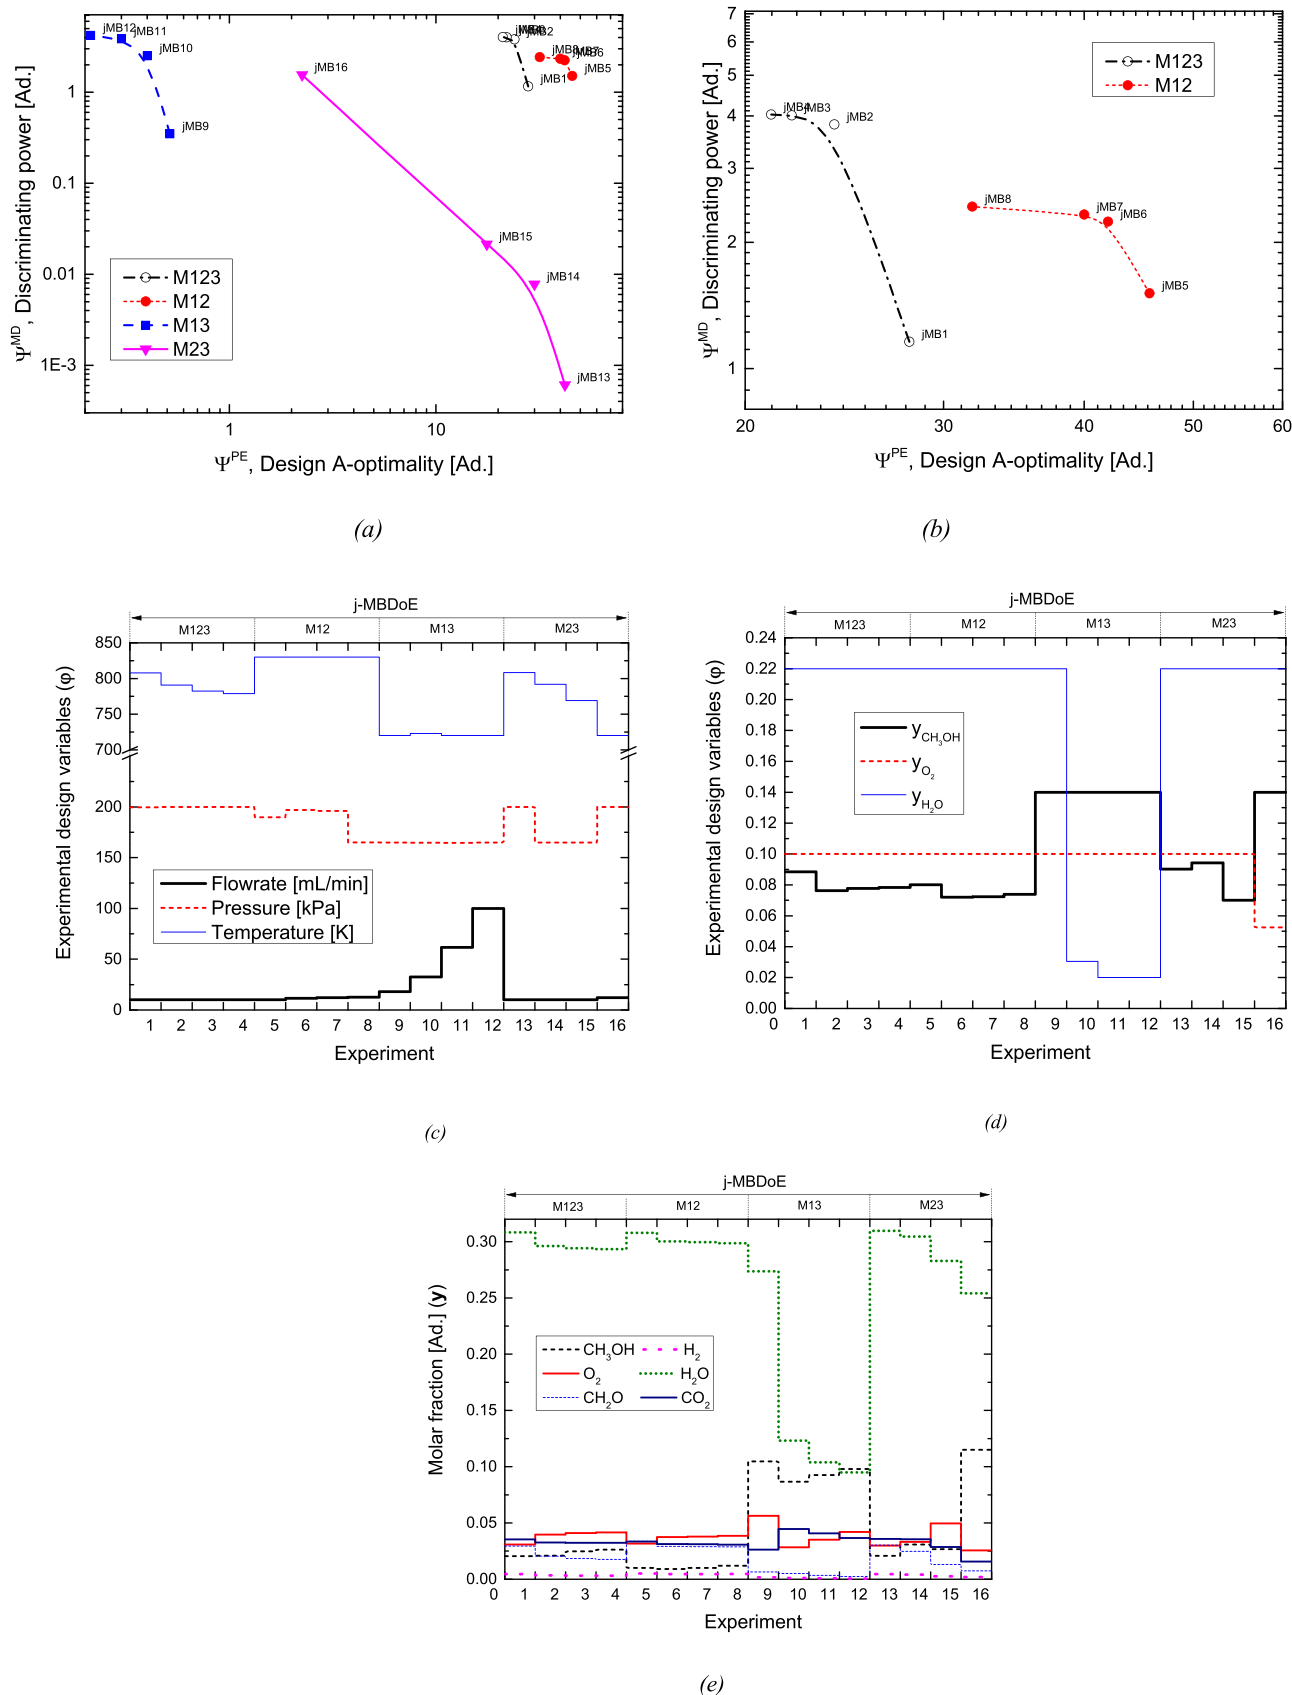 jMB12
jMB11
jMB10
jMB9
jMB16
jMB2
jMB1
jMB8
jMB7
jMB6
jMB5
jMB15
jMB14
jMB13
1
0.1
0.01
1E-3
Ψ^MD, Discriminating power [Ad.]
M123
M12
M13
M23
1 10
Ψ^PE, Design A-optimality [Ad.]
(a)
7
5
4
3
2
1
Ψ^MD, Discriminating power [Ad.]
M123
M12
jMB4
jMB3
jMB2
jMB8
jMB7
jMB6
jMB5
jMB1
20 30 40 50 60
Ψ^PE, Design A-optimality [Ad.]
(b)
j-MBDoE
M123 M12 M13 M23
850
800
750
700
200
150
100
50
0
Experimental design variables (φ)
Flowrate [mL/min]
Pressure [kPa]
Temperature [K]
1 2 3 4 5 6 7 8 9 10 11 12 13 14 15 16
Experiment
(c)
j-MBDoE
M123 M12 M13 M23
0.24
0.22
0.20
0.18
0.16
0.14
0.12
0.10
0.08
0.06
0.04
0.02
0.00
Experimental design variables (φ)
y CH₃OH
y O₂
y H₂O
0 1 2 3 4 5 6 7 8 9 10 11 12 13 14 15 16
Experiment
(d)
j-MBDoE
M123 M12 M13 M23
0.30
0.25
0.20
0.15
0.10
0.05
0.00
Molar fraction [Ad.] (y)
CH₃OH H₂
O₂ H₂O
CH₂O CO₂
0 1 2 3 4 5 6 7 8 9 10 11 12 13 14 15 16
Experiment
(e)